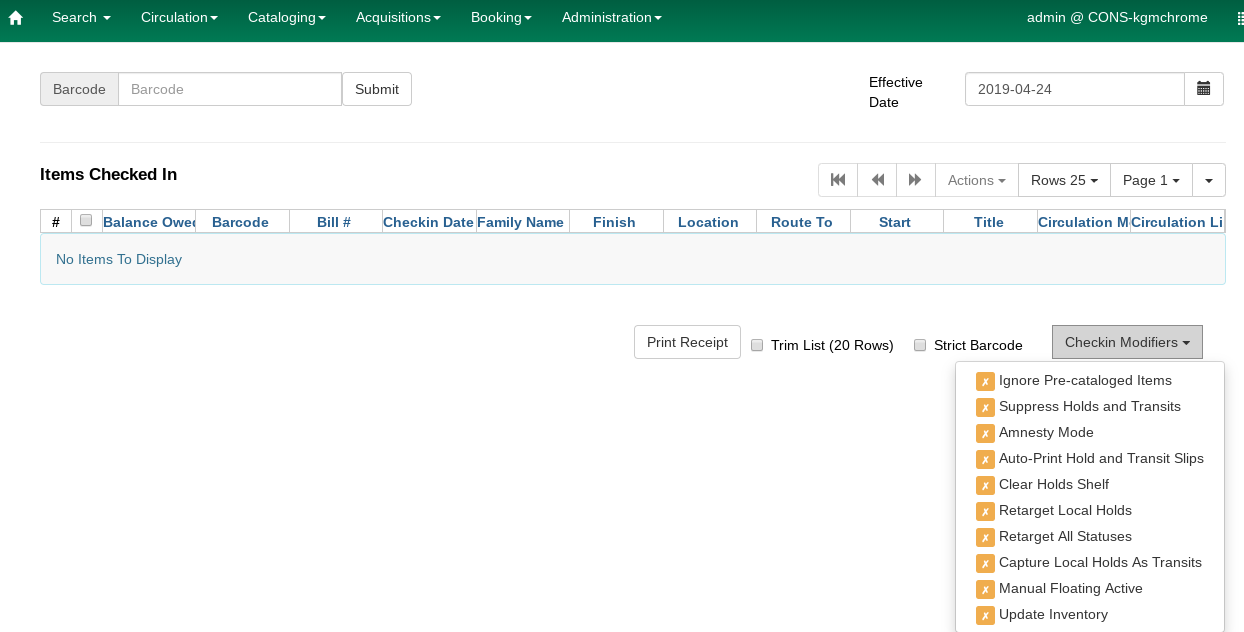 Search Circulation Cataloging Acquisitions Booking Administration admin @ CONS-kgmchrome
Barcode Barcode Submit Effective Date 2019-04-24
Items Checked In Actions Rows 25 Page 1
# Balance Owe Barcode Bill # Checkin Date Family Name Finish Location Route To Start Title Circulation M Circulation Li
No Items To Display
Print Receipt Trim List (20 Rows) Strict Barcode Checkin Modifiers
✗ Ignore Pre-cataloged Items
✗ Suppress Holds and Transits
✗ Amnesty Mode
✗ Auto-Print Hold and Transit Slips
✗ Clear Holds Shelf
✗ Retarget Local Holds
✗ Retarget All Statuses
✗ Capture Local Holds As Transits
✗ Manual Floating Active
✗ Update Inventory